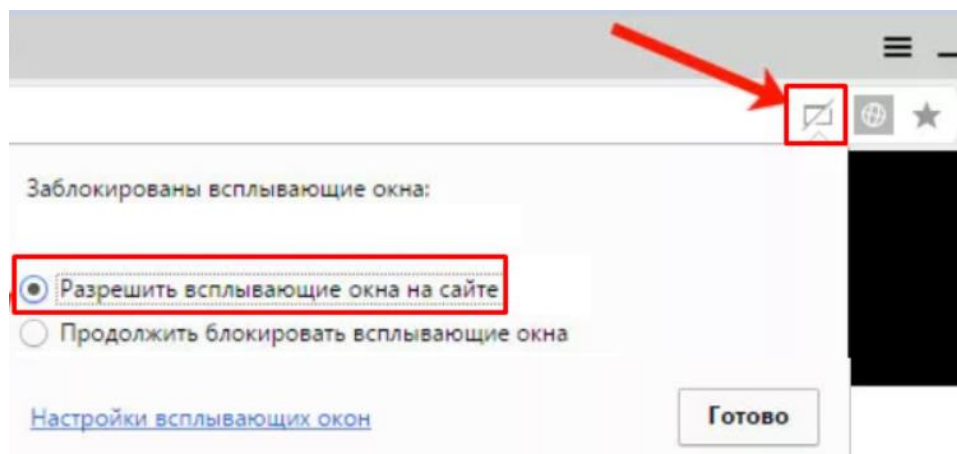 Заблокированы всплывающие окна:
Разрешить всплывающие окна на сайте
Продолжить блокировать всплывающие окна
Настройки всплывающих окон
Готово